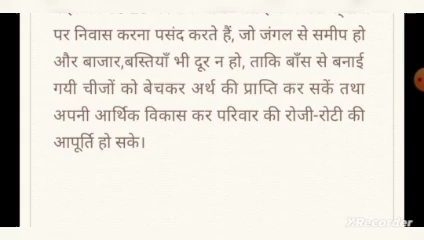 पर निवास करना पसंद करते हैं, जो जंगल से समीप हो
और बाजार,बस्तियाँ भी दूर न हो, ताकि बाँस से बनाई
गयी चीजों को बेचकर अर्थ की प्राप्ति कर सकें तथा
अपनी आर्थिक विकास कर परिवार की रोजी-रोटी की
आपूर्ति हो सके।
XRecorder